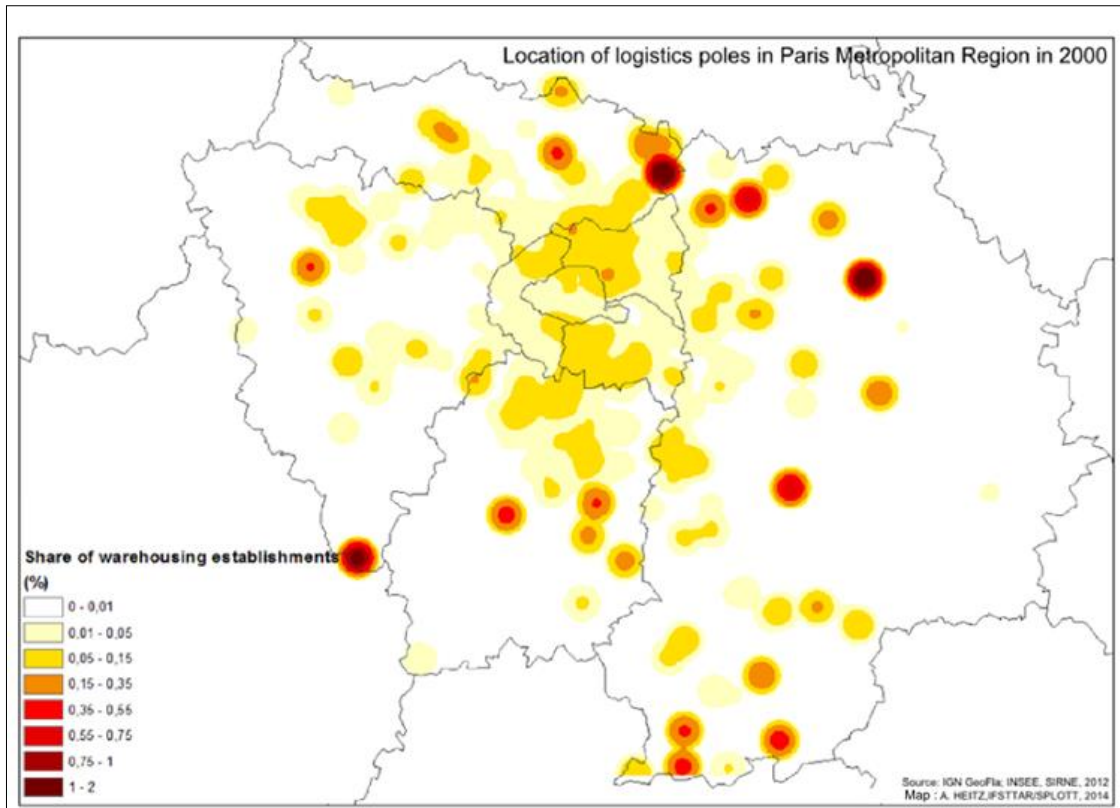 Location of logistics poles in Paris Metropolitan Region in 2000
Share of warehousing establishments
(%)
0 - 0,01
0,01 - 0,05
0,05 - 0,15
0,15 - 0,35
0,35 - 0,55
0,55 - 0,75
0,75 - 1
1 - 2
Source: IGN GeoFla; INSEE, SIRNE, 2012
Map : A. HEITZ,IFSTTAR/SPLOTT, 2014